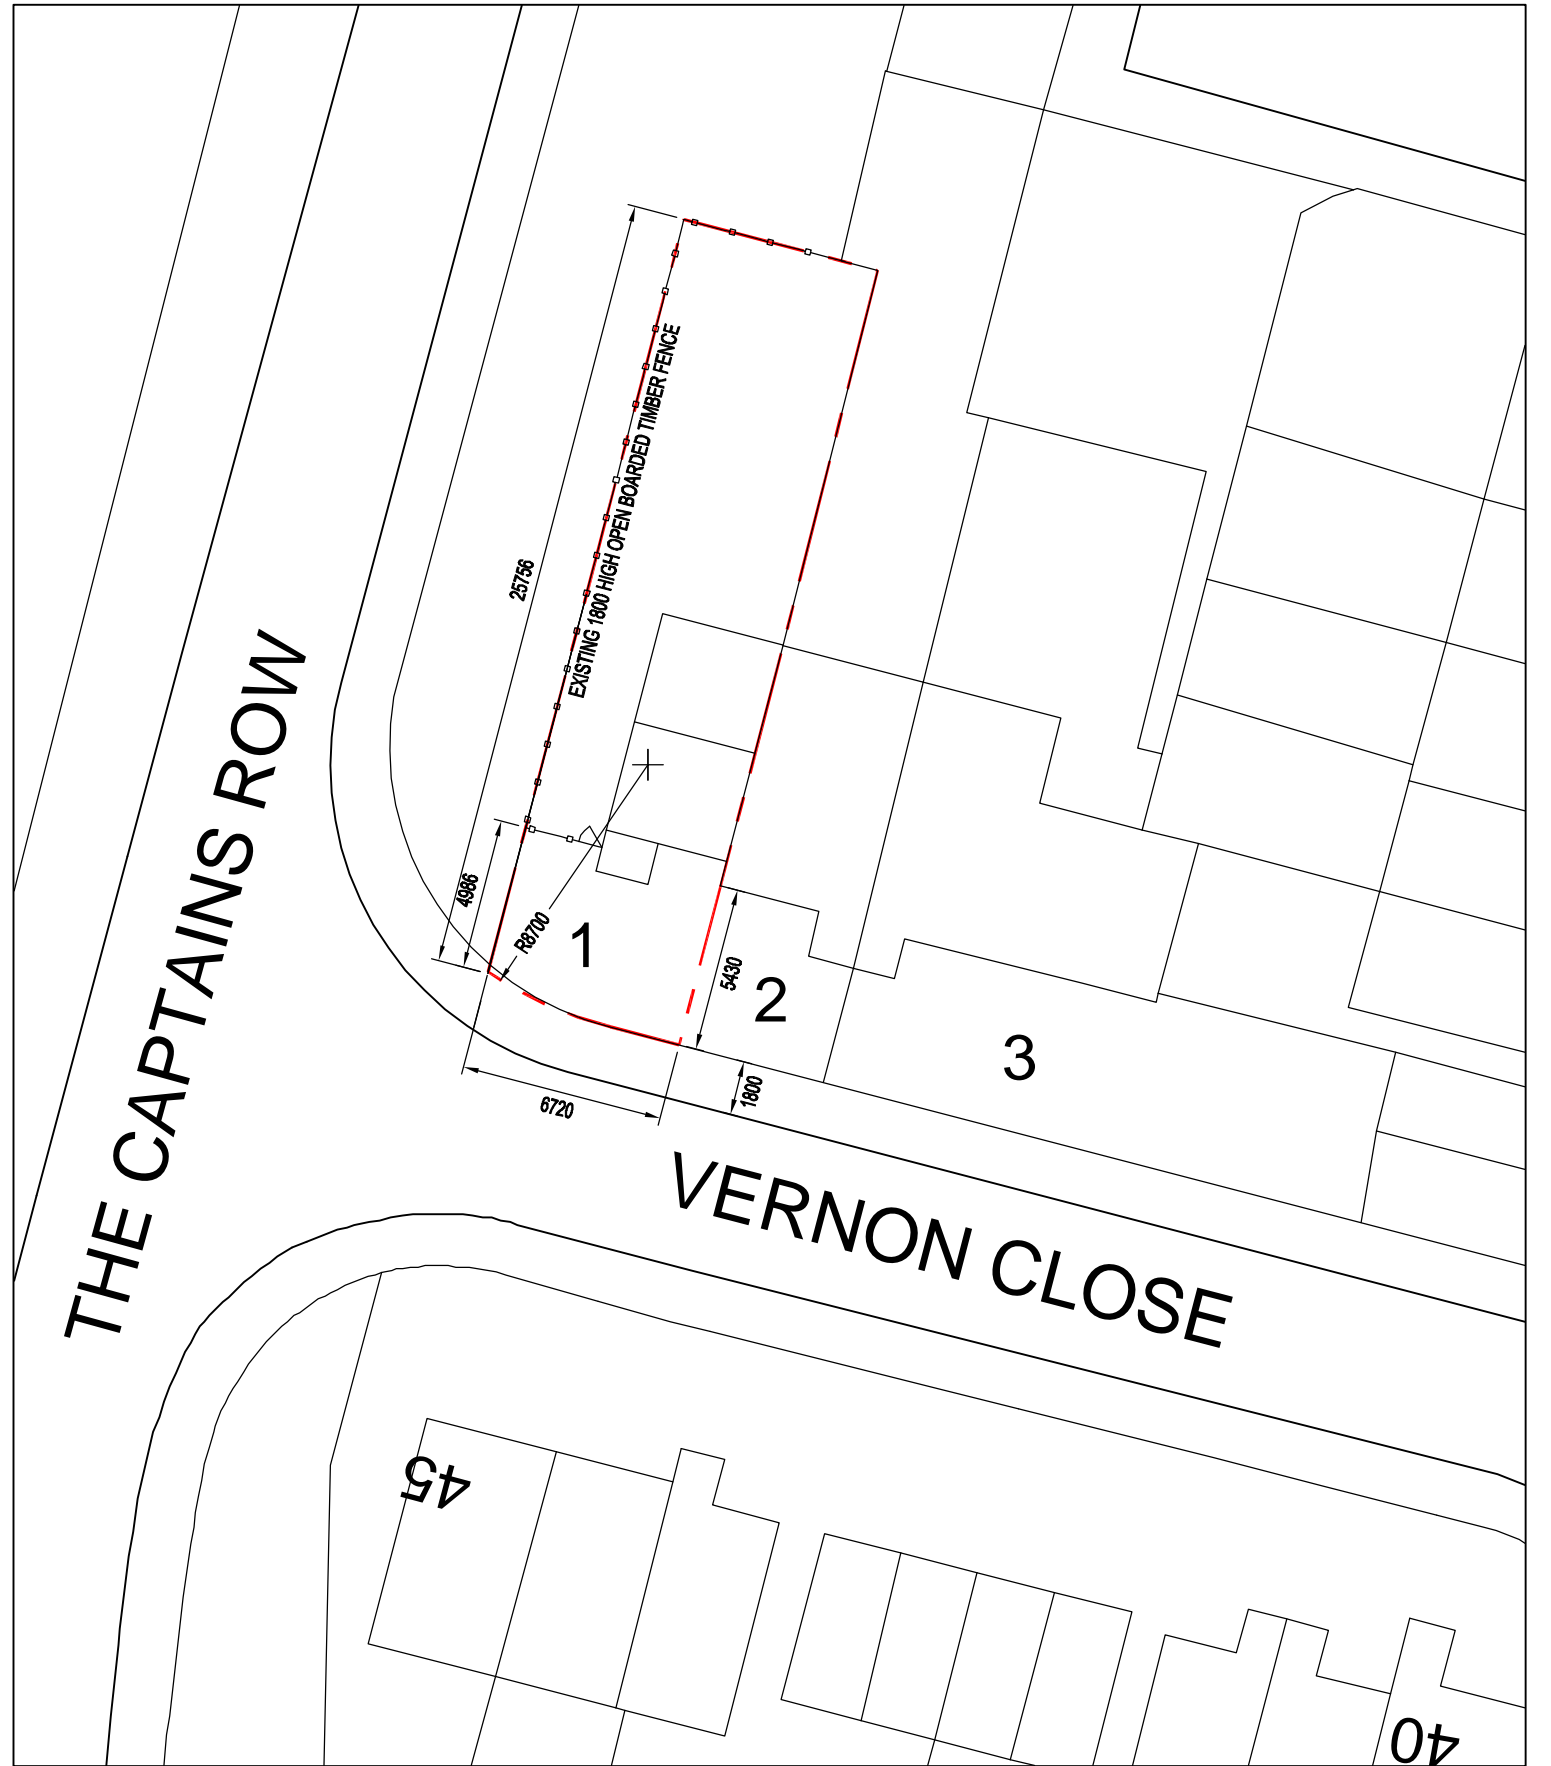 EXISTING 1800 HIGH OPEN BOARDED TIMBER FENCE
25756
4986
R8700
1
5430
2
3
1800
6720
THE CAPTAINS ROW
VERNON CLOSE
45
40